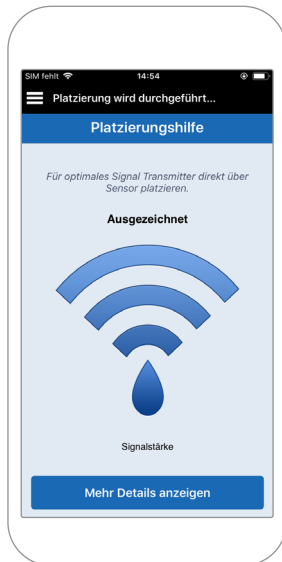 SIM fehlt 14:54
Platzierung wird durchgeführt...
Platzierungshilfe
Für optimales Signal Transmitter direkt über
Sensor platzieren.
Ausgezeichnet
Signalstärke
Mehr Details anzeigen